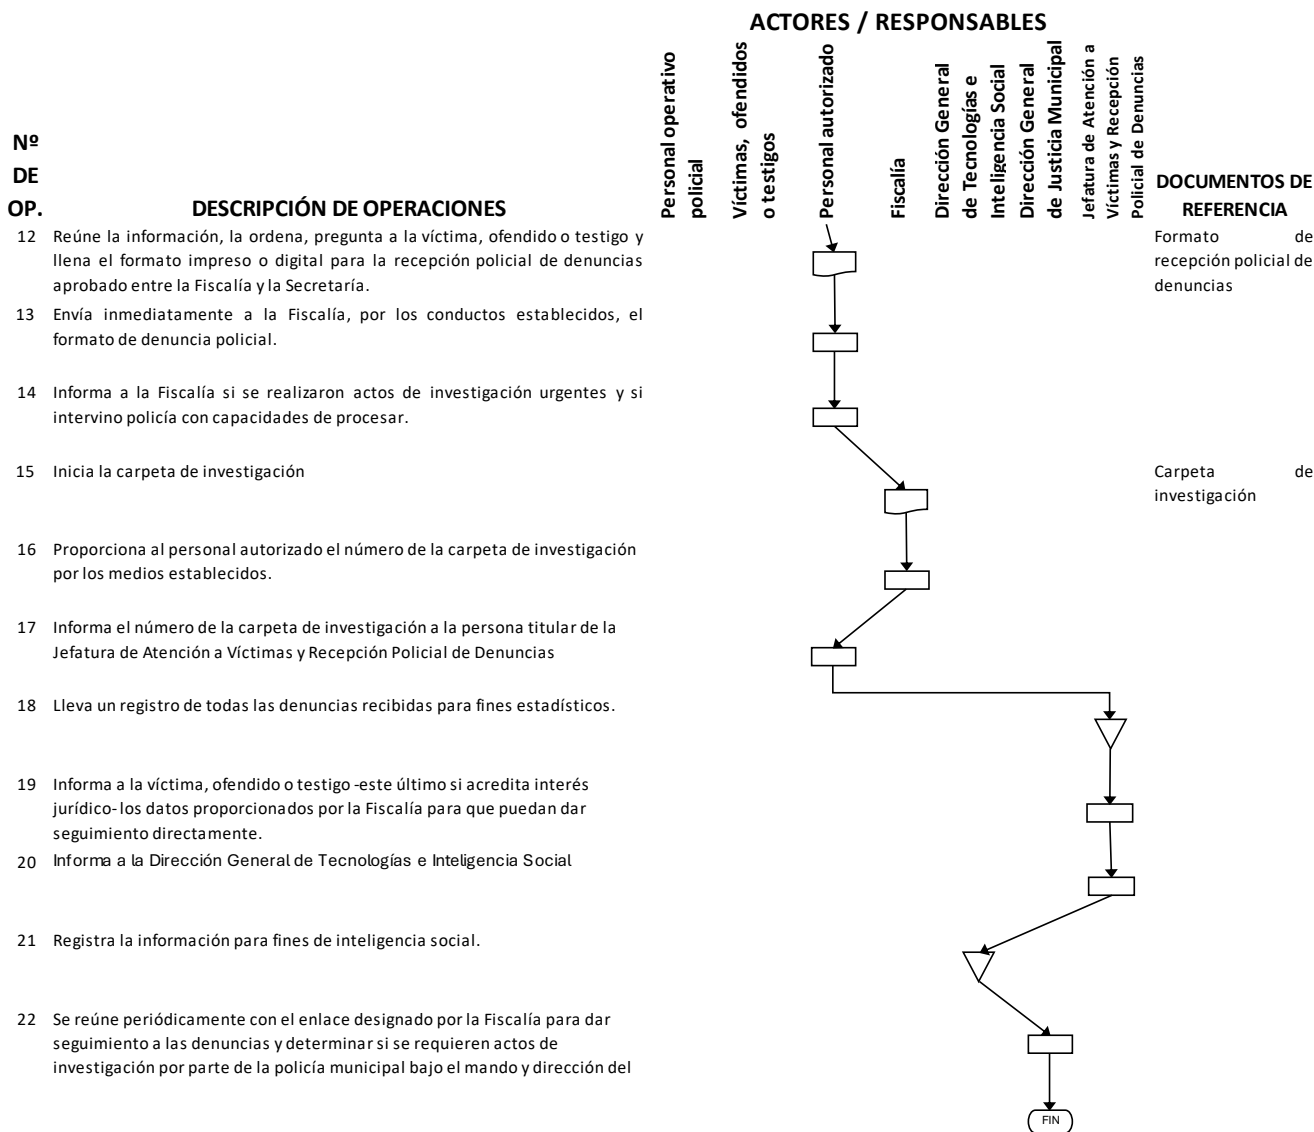 ACTORES / RESPONSABLES
Nº
DE
OP.
DESCRIPCIÓN DE OPERACIONES
Personal operativo
policial
Víctimas, ofendidos
o testigos
Personal autorizado
Fiscalía
Dirección General
de Tecnologías e
Inteligencia Social
Dirección General
de Justicia Municipal
Jefatura de Atención a
Víctimas y Recepción
Policial de Denuncias
DOCUMENTOS DE
REFERENCIA
12 Reúne la información, la ordena, pregunta a la víctima, ofendido o testigo y
llena el formato impreso o digital para la recepción policial de denuncias
aprobado entre la Fiscalía y la Secretaría.
Formato de
recepción policial de
denuncias
13 Envía inmediatamente a la Fiscalía, por los conductos establecidos, el
formato de denuncia policial.
14 Informa a la Fiscalía si se realizaron actos de investigación urgentes y si
intervino policía con capacidades de procesar.
15 Inicia la carpeta de investigación
Carpeta de
investigación
16 Proporciona al personal autorizado el número de la carpeta de investigación
por los medios establecidos.
17 Informa el número de la carpeta de investigación a la persona titular de la
Jefatura de Atención a Víctimas y Recepción Policial de Denuncias
18 Lleva un registro de todas las denuncias recibidas para fines estadísticos.
19 Informa a la víctima, ofendido o testigo -este último si acredita interés
jurídico- los datos proporcionados por la Fiscalía para que puedan dar
seguimiento directamente.
20 Informa a la Dirección General de Tecnologías e Inteligencia Social
21 Registra la información para fines de inteligencia social.
22 Se reúne periódicamente con el enlace designado por la Fiscalía para dar
seguimiento a las denuncias y determinar si se requieren actos de
investigación por parte de la policía municipal bajo el mando y dirección del
FIN